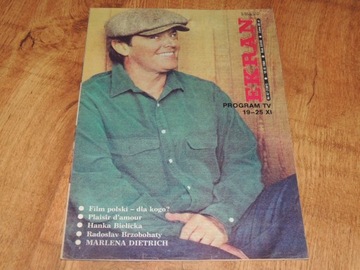 EKRAN
PROGRAM TV
19-25 XI
Film polski – dla kogo?
Plaisir d'amour
Hanka Bielicka
Radoslav Brzobohaty
MARLENA DIETRICH